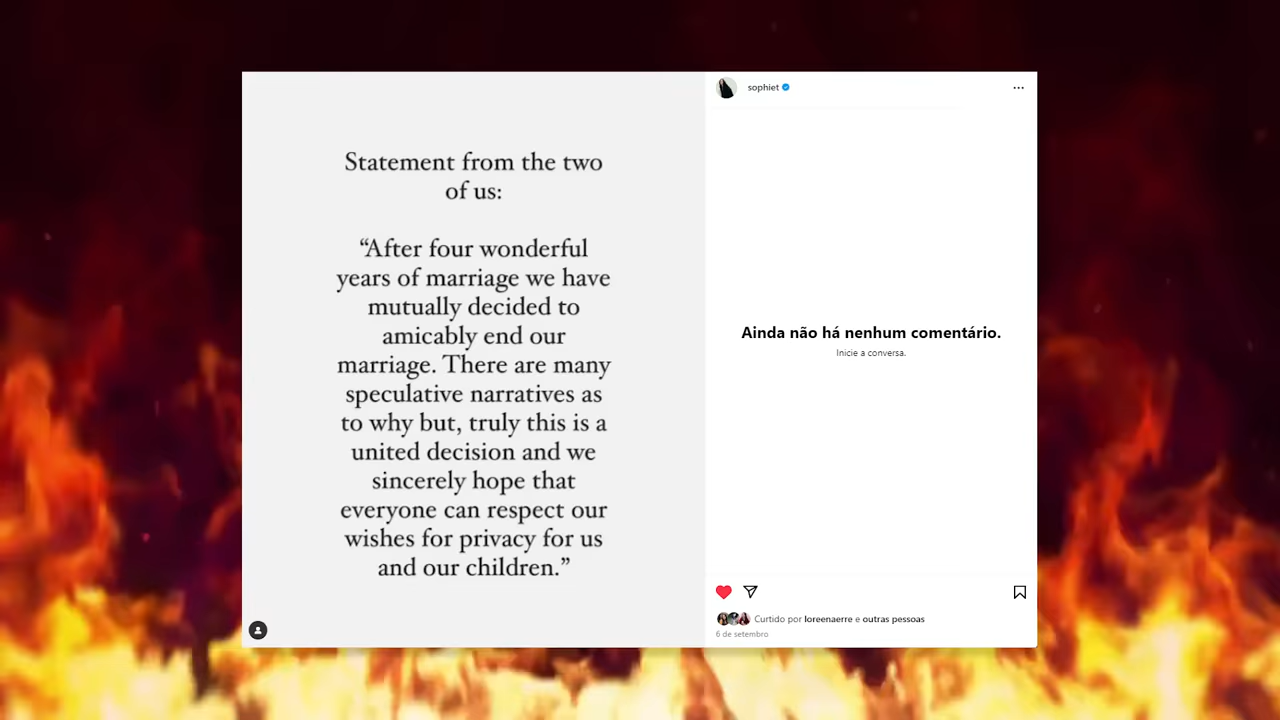 Statement from the two
of us:
“After four wonderful
years of marriage we have
mutually decided to
amicably end our
marriage. There are many
speculative narratives as
to why but, truly this is a
united decision and we
sincerely hope that
everyone can respect our
wishes for privacy for us
and our children.”
sophiet
Ainda não há nenhum comentário.
Inicie a conversa.
Curtido por loreenaerre e outras pessoas
6 de setembro